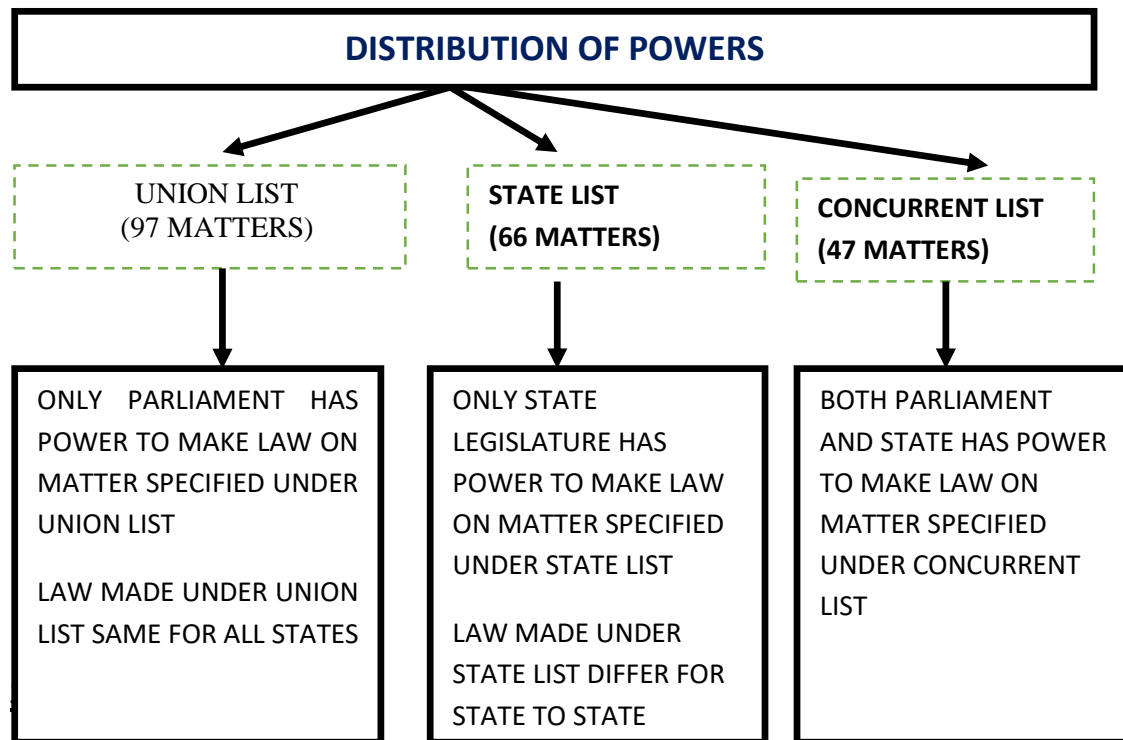 DISTRIBUTION OF POWERS
UNION LIST
(97 MATTERS)
STATE LIST
(66 MATTERS)
CONCURRENT LIST
(47 MATTERS)
ONLY PARLIAMENT HAS
POWER TO MAKE LAW ON
MATTER SPECIFIED UNDER
UNION LIST
LAW MADE UNDER UNION
LIST SAME FOR ALL STATES
ONLY STATE
LEGISLATURE HAS
POWER TO MAKE LAW
ON MATTER SPECIFIED
UNDER STATE LIST
LAW MADE UNDER
STATE LIST DIFFER FOR
STATE TO STATE
BOTH PARLIAMENT
AND STATE HAS POWER
TO MAKE LAW ON
MATTER SPECIFIED
UNDER CONCURRENT
LIST